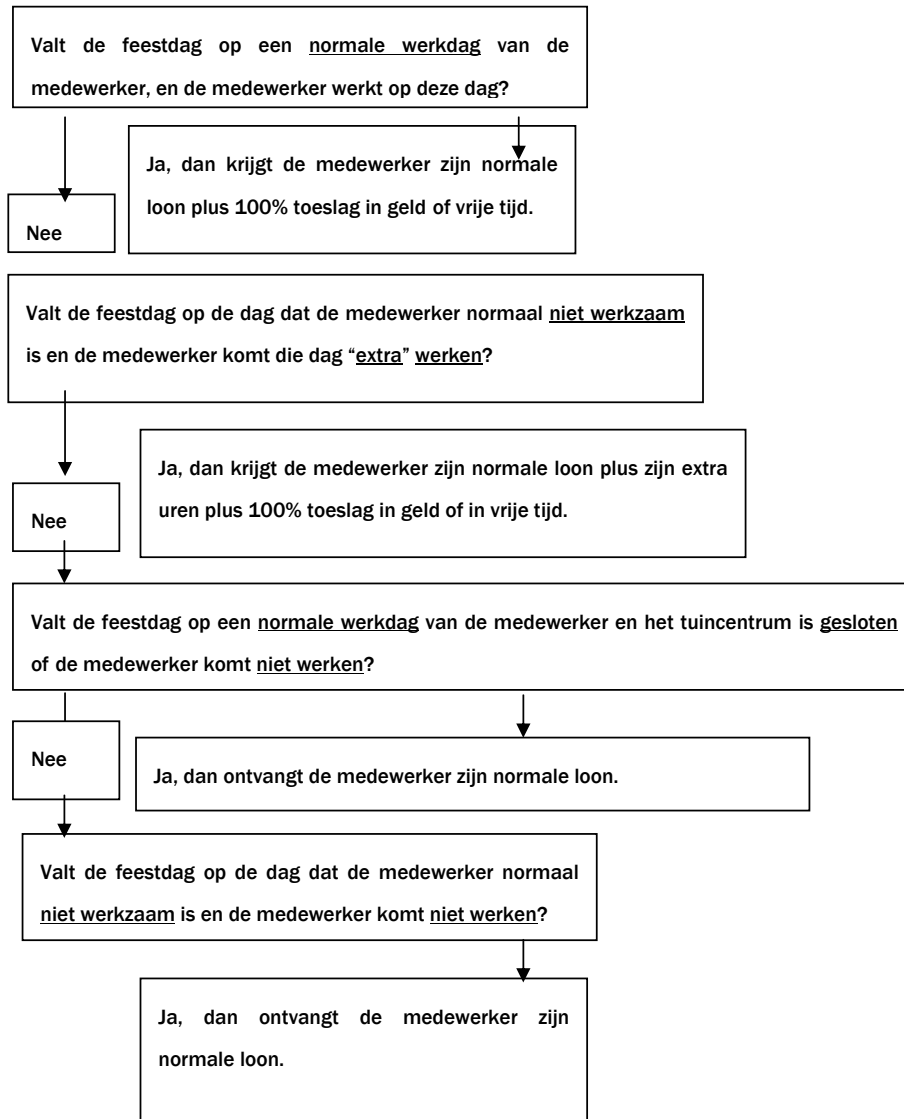 Valt de feestdag op een normale werkdag van de
medewerker, en de medewerker werkt op deze dag?
Ja, dan krijgt de medewerker zijn normale
loon plus 100% toeslag in geld of vrije tijd.
Nee
Valt de feestdag op de dag dat de medewerker normaal niet werkzaam
is en de medewerker komt die dag “extra” werken?
Ja, dan krijgt de medewerker zijn normale loon plus zijn extra
uren plus 100% toeslag in geld of in vrije tijd.
Nee
Valt de feestdag op een normale werkdag van de medewerker en het tuincentrum is gesloten
of de medewerker komt niet werken?
Nee
Ja, dan ontvangt de medewerker zijn normale loon.
Valt de feestdag op de dag dat de medewerker normaal
niet werkzaam is en de medewerker komt niet werken?
Ja, dan ontvangt de medewerker zijn
normale loon.